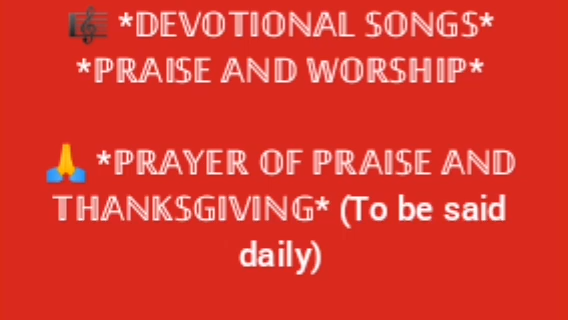 🎼 *𝔻𝔼𝕍𝕆𝕋𝕀𝕆ℕ𝔸𝕃 𝕊𝕆ℕ𝔾𝕊*
*ℙℝ𝔸𝕀𝕊𝔼 𝔸ℕ𝔻 𝕎𝕆ℝ𝕊ℍ𝕀ℙ*
🙏 *ℙℝ𝔸𝕐𝔼ℝ 𝕆𝔽 ℙℝ𝔸𝕀𝕊𝔼 𝔸ℕ𝔻
𝕋ℍ𝔸ℕ𝕂𝕊𝔾𝕀𝕍𝕀ℕ𝔾* (To be said
daily)